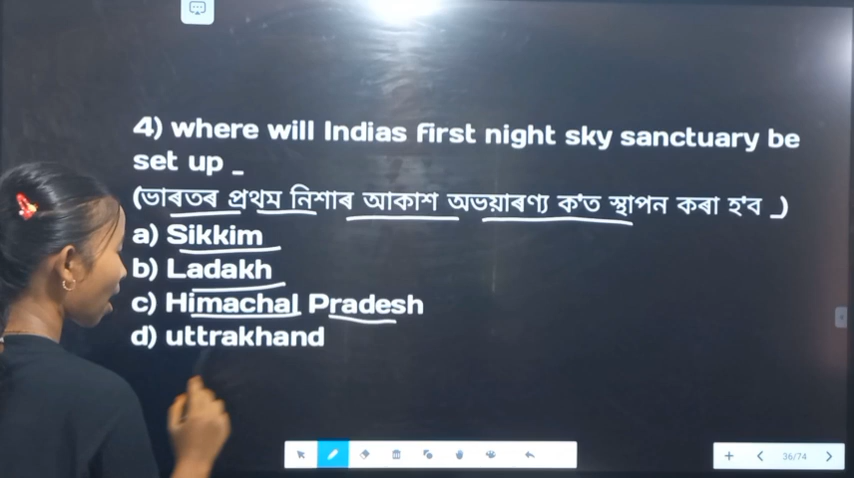 4) where will Indias first night sky sanctuary be
set up _
(ভাৰতৰ প্ৰথম নিশাৰ আকাশ অভয়াৰণ্য ক'ত স্থাপন কৰা হ'ব _)
a) Sikkim
b) Ladakh
c) Himachal Pradesh
d) uttrakhand
36/74